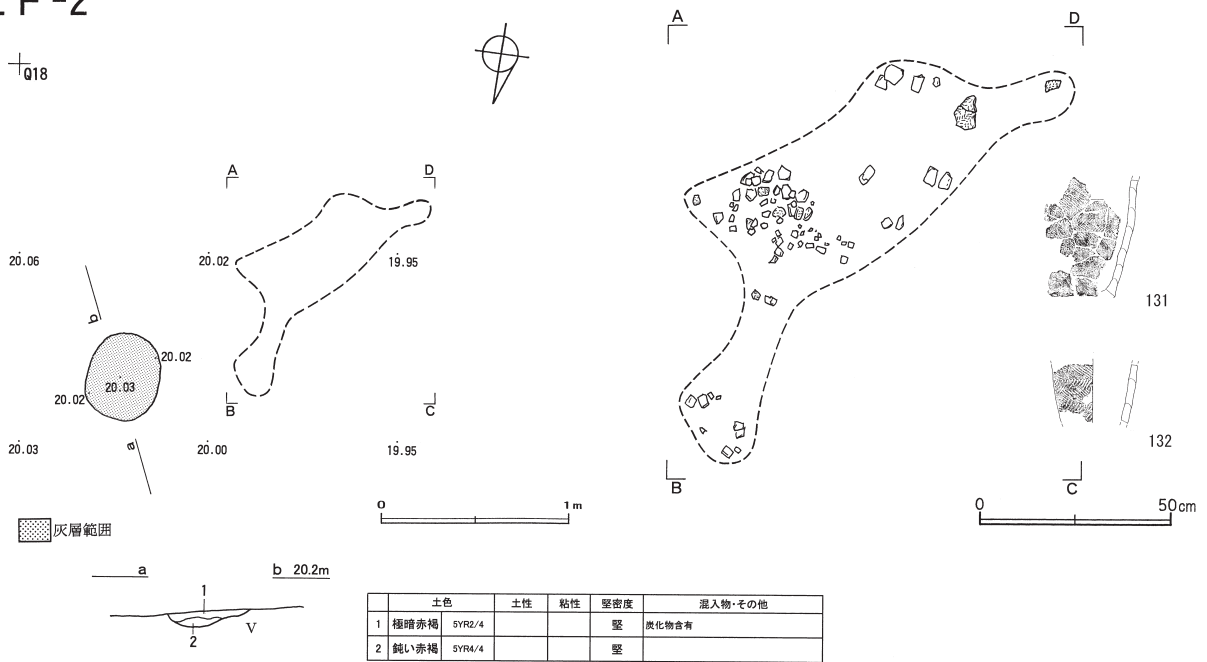 F-2
Q18
A
D
A
D
20.06
20.02
19.95
b
20.02
20.03
20.02
a
B
C
20.03
20.00
19.95
B
C
131
132
0
1m
0
50cm
灰層範囲
a
b 20.2m
1
2
V
土色 土性 粘性 堅密度 混入物・その他
1 極暗赤褐 5YR2/4 堅 炭化物含有
2 鈍い赤褐 5YR4/4 堅